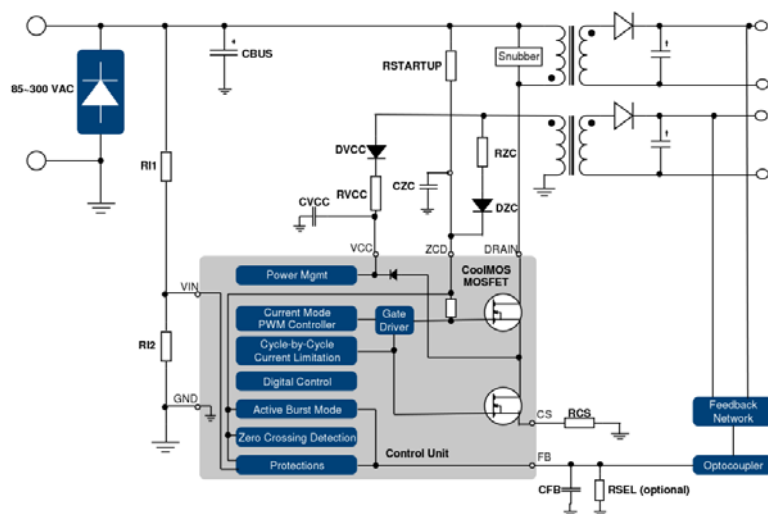 Snubber
CBUS
RSTARTUP
85~300 VAC
RI1
DVCC
RZC
RVCC
CZC
DZC
CVCC
VCC
ZCD
DRAIN
CoolMOS
MOSFET
Power Mgmt
VIN
Current Mode
PWM Controller
Gate
Driver
Cycle-by-Cycle
Current Limitation
RI2
Digital Control
GND
Active Burst Mode
CS
RCS
Feedback
Network
Zero Crossing Detection
Control Unit
Protections
FB
Optocoupler
CFB
RSEL (optional)